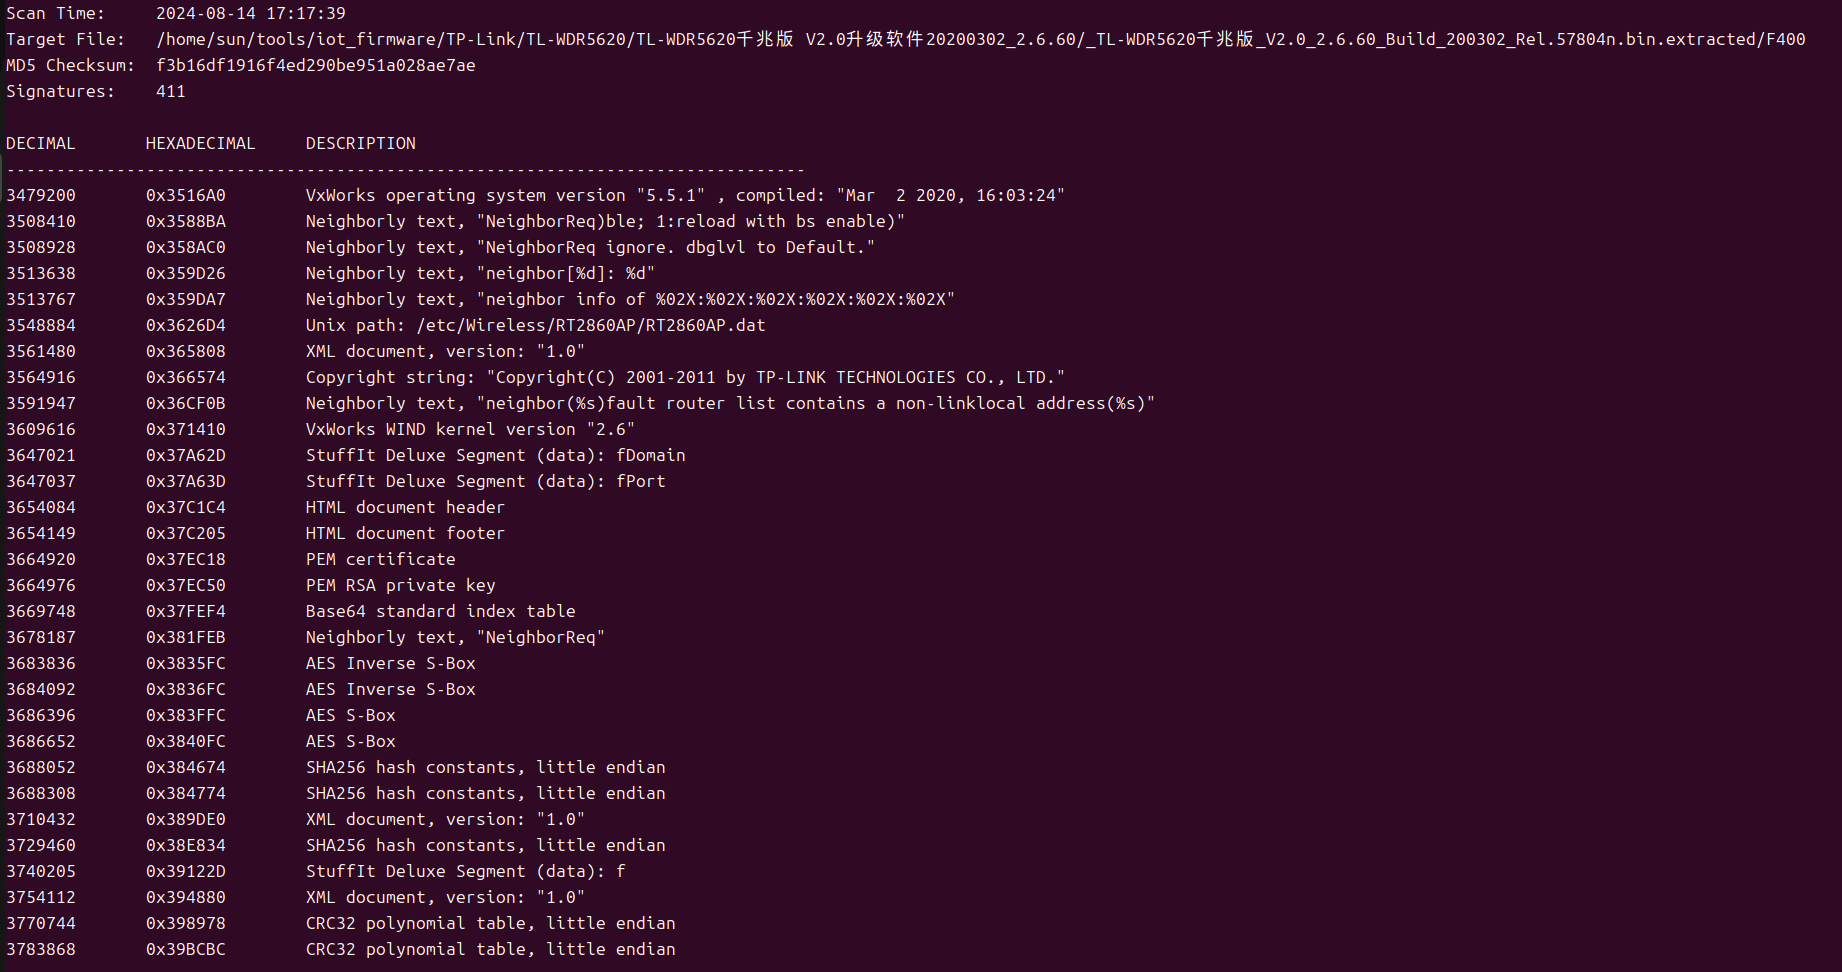 Scan Time:     2024-08-14 17:17:39
Target File:   /home/sun/tools/iot_firmware/TP-Link/TL-WDR5620/TL-WDR5620千兆版 V2.0升级软件20200302_2.6.60/_TL-WDR5620千兆版_V2.0_2.6.60_Build_200302_Rel.57804n.bin.extracted/F400
MD5 Checksum:  f3b16df1916f4ed290be951a028ae7ae
Signatures:    411
DECIMAL       HEXADECIMAL     DESCRIPTION
--------------------------------------------------------------------------------
3479200       0x3516A0        VxWorks operating system version "5.5.1" , compiled: "Mar  2 2020, 16:03:24"
3508410       0x3588BA        Neighborly text, "NeighborReq)ble; 1:reload with bs enable)"
3508928       0x358AC0        Neighborly text, "NeighborReq ignore. dbglvl to Default."
3513638       0x359D26        Neighborly text, "neighbor[%d]: %d"
3513767       0x359DA7        Neighborly text, "neighbor info of %02X:%02X:%02X:%02X:%02X:%02X"
3548884       0x3626D4        Unix path: /etc/Wireless/RT2860AP/RT2860AP.dat
3561480       0x365808        XML document, version: "1.0"
3564916       0x366574        Copyright string: "Copyright(C) 2001-2011 by TP-LINK TECHNOLOGIES CO., LTD."
3591947       0x36CF0B        Neighborly text, "neighbor(%s)fault router list contains a non-linklocal address(%s)"
3609616       0x371410        VxWorks WIND kernel version "2.6"
3647021       0x37A62D        StuffIt Deluxe Segment (data): fDomain
3647037       0x37A63D        StuffIt Deluxe Segment (data): fPort
3654084       0x37C1C4        HTML document header
3654149       0x37C205        HTML document footer
3664920       0x37EC18        PEM certificate
3664976       0x37EC50        PEM RSA private key
3669748       0x37FEF4        Base64 standard index table
3678187       0x381FEB        Neighborly text, "NeighborReq"
3683836       0x3835FC        AES Inverse S-Box
3684092       0x3836FC        AES Inverse S-Box
3686396       0x383FFC        AES S-Box
3686652       0x3840FC        AES S-Box
3688052       0x384674        SHA256 hash constants, little endian
3688308       0x384774        SHA256 hash constants, little endian
3710432       0x389DE0        XML document, version: "1.0"
3729460       0x38E834        SHA256 hash constants, little endian
3740205       0x39122D        StuffIt Deluxe Segment (data): f
3754112       0x394880        XML document, version: "1.0"
3770744       0x398978        CRC32 polynomial table, little endian
3783868       0x39BCBC        CRC32 polynomial table, little endian